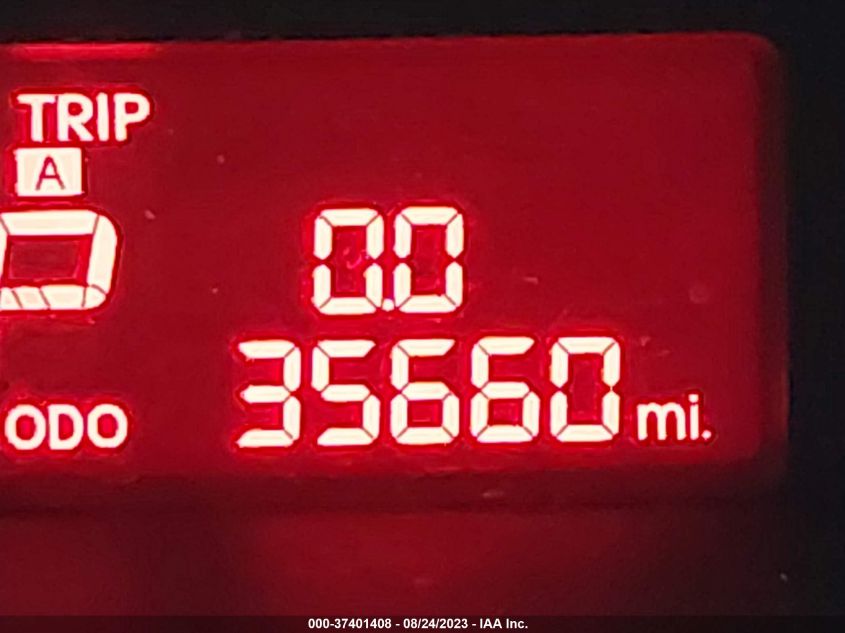 TRIP
A
0.0
35660 mi.
ODO
000-37401408 - 08/24/2023 - IAA Inc.